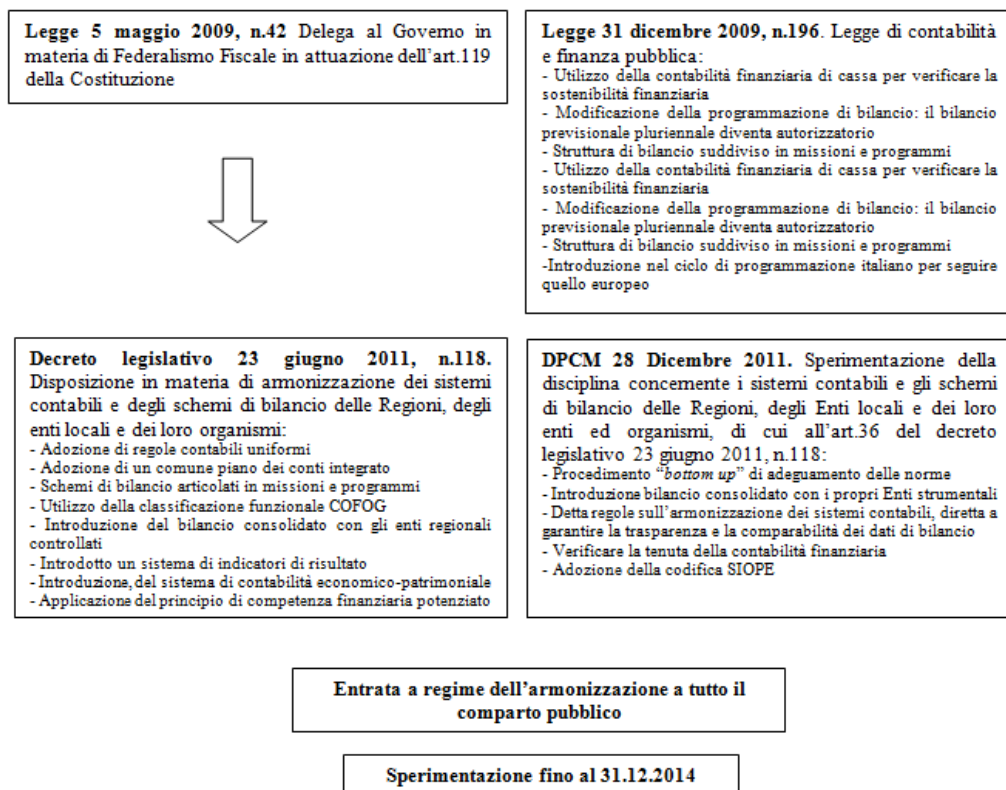 Legge 5 maggio 2009, n.42 Delega al Governo in
materia di Federalismo Fiscale in attuazione dell'art.119
della Costituzione
Legge 31 dicembre 2009, n.196. Legge di contabilità
e finanza pubblica:
- Utilizzo della contabilità finanziaria di cassa per verificare la
sostenibilità finanziaria
- Modificazione della programmazione di bilancio: il bilancio
previsionale pluriennale diventa autorizzatorio
- Struttura di bilancio suddiviso in missioni e programmi
- Utilizzo della contabilità finanziaria di cassa per verificare la
sostenibilità finanziaria
- Modificazione della programmazione di bilancio: il bilancio
previsionale pluriennale diventa autorizzatorio
- Struttura di bilancio suddiviso in missioni e programmi
-Introduzione nel ciclo di programmazione italiano per seguire
quello europeo
Decreto legislativo 23 giugno 2011, n.118.
Disposizione in materia di armonizzazione dei sistemi
contabili e degli schemi di bilancio delle Regioni, degli
enti locali e dei loro organismi:
- Adozione di regole contabili uniformi
- Adozione di un comune piano dei conti integrato
- Schemi di bilancio articolati in missioni e programmi
- Utilizzo della classificazione funzionale COFOG
- Introduzione del bilancio consolidato con gli enti regionali
controllati
- Introdotto un sistema di indicatori di risultato
- Introduzione, del sistema di contabilità economico-patrimoniale
- Applicazione del principio di competenza finanziaria potenziato
DPCM 28 Dicembre 2011. Sperimentazione della
disciplina concernente i sistemi contabili e gli schemi
di bilancio delle Regioni, degli Enti locali e dei loro
enti ed organismi, di cui all'art.36 del decreto
legislativo 23 giugno 2011, n.118:
- Procedimento "bottom up" di adeguamento delle norme
- Introduzione bilancio consolidato con i propri Enti strumentali
- Detta regole sull'armonizzazione dei sistemi contabili, diretta a
garantire la trasparenza e la comparabilità dei dati di bilancio
- Verificare la tenuta della contabilità finanziaria
- Adozione della codifica SIOPE
Entrata a regime dell'armonizzazione a tutto il
comparto pubblico
Sperimentazione fino al 31.12.2014